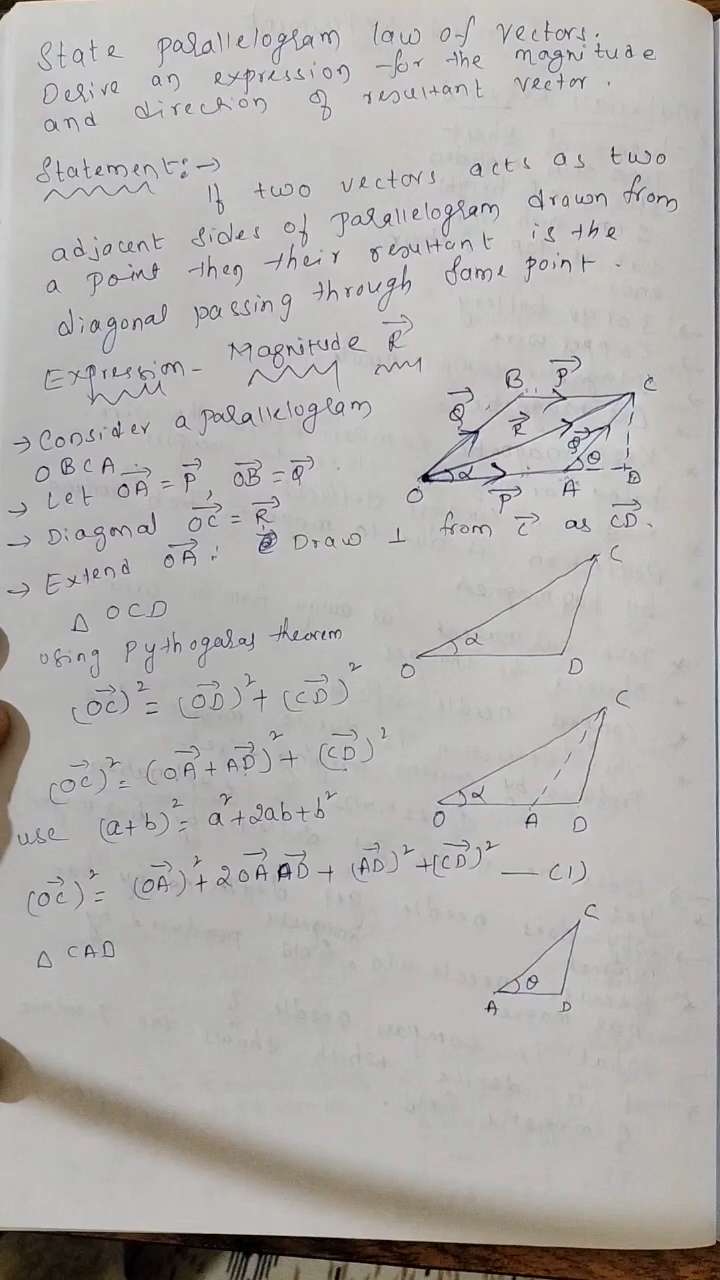 State parallelogram law of vectors.
Derive an expression for the magnitude
and direction of resultant vector.
Statement:→
If two vectors acts as two
adjacent sides of parallelogram drawn from
a point then their resultant is the
diagonal passing through same point.
Expression - Magnitude R⃗
→ Consider a parallelogram
OBCA
→ Let OA⃗ = P⃗, OB⃗ = Q⃗
→ Diagonal OC⃗ = R⃗
→ Extend OA⃗. Draw ⊥ from C⃗ as CD⃗.
B P⃗ C
Q⃗ R⃗ Q⃗
O α P⃗ A θ D
△ OCD
using Pythogaras theorem
(OC⃗)² = (OD⃗)² + (CD⃗)²
C
α
O D
(OC⃗)² = (OA⃗ + AD⃗)² + (CD⃗)²
use (a+b)² = a² + 2ab + b²
C
α
O A D
(OC⃗)² = (OA⃗)² + 2OA⃗ AD⃗ + (AD⃗)² + (CD⃗)² — (1)
△ CAD
C
θ
A D